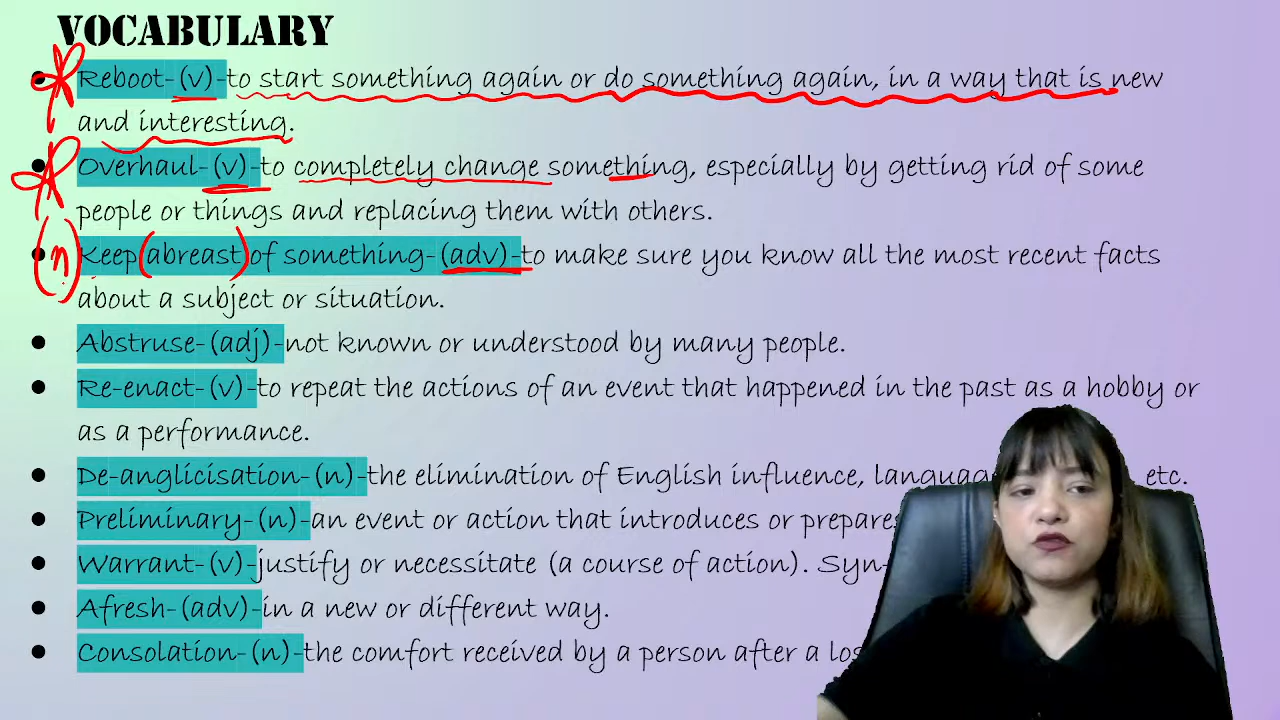 VOCABULARY
Reboot-(v)-to start something again or do something again, in a way that is new
and interesting.
Overhaul-(v)-to completely change something, especially by getting rid of some
people or things and replacing them with others.
(n) Keep (abreast) of something-(adv)-to make sure you know all the most recent facts
about a subject or situation.
Abstruse-(adj)-not known or understood by many people.
Re-enact-(v)-to repeat the actions of an event that happened in the past as a hobby or
as a performance.
De-anglicisation-(n)-the elimination of English influence, etc.
Preliminary-(n)-an event or action that introduces or
Warrant-(v)-justify or necessitate (a course of action). Syn-
Afresh-(adv)-in a new or different way.
Consolation-(n)-the comfort received by a person after a